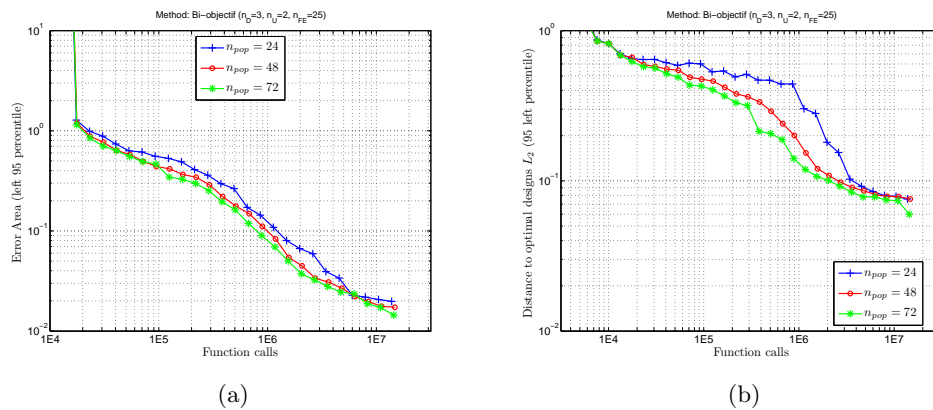 Method: Bi-objectif (n_D=3, n_U=2, n_FE=25)
10^1
10^0
10^-1
10^-2
Error Area (left 95 percentile)
n_pop = 24
n_pop = 48
n_pop = 72
1E4 1E5 1E6 1E7
Function calls
(a)
Method: Bi-objectif (n_D=3, n_U=2, n_FE=25)
10^0
10^-1
10^-2
Distance to optimal designs L_2 (95 left percentile)
n_pop = 24
n_pop = 48
n_pop = 72
1E4 1E5 1E6 1E7
Function calls
(b)